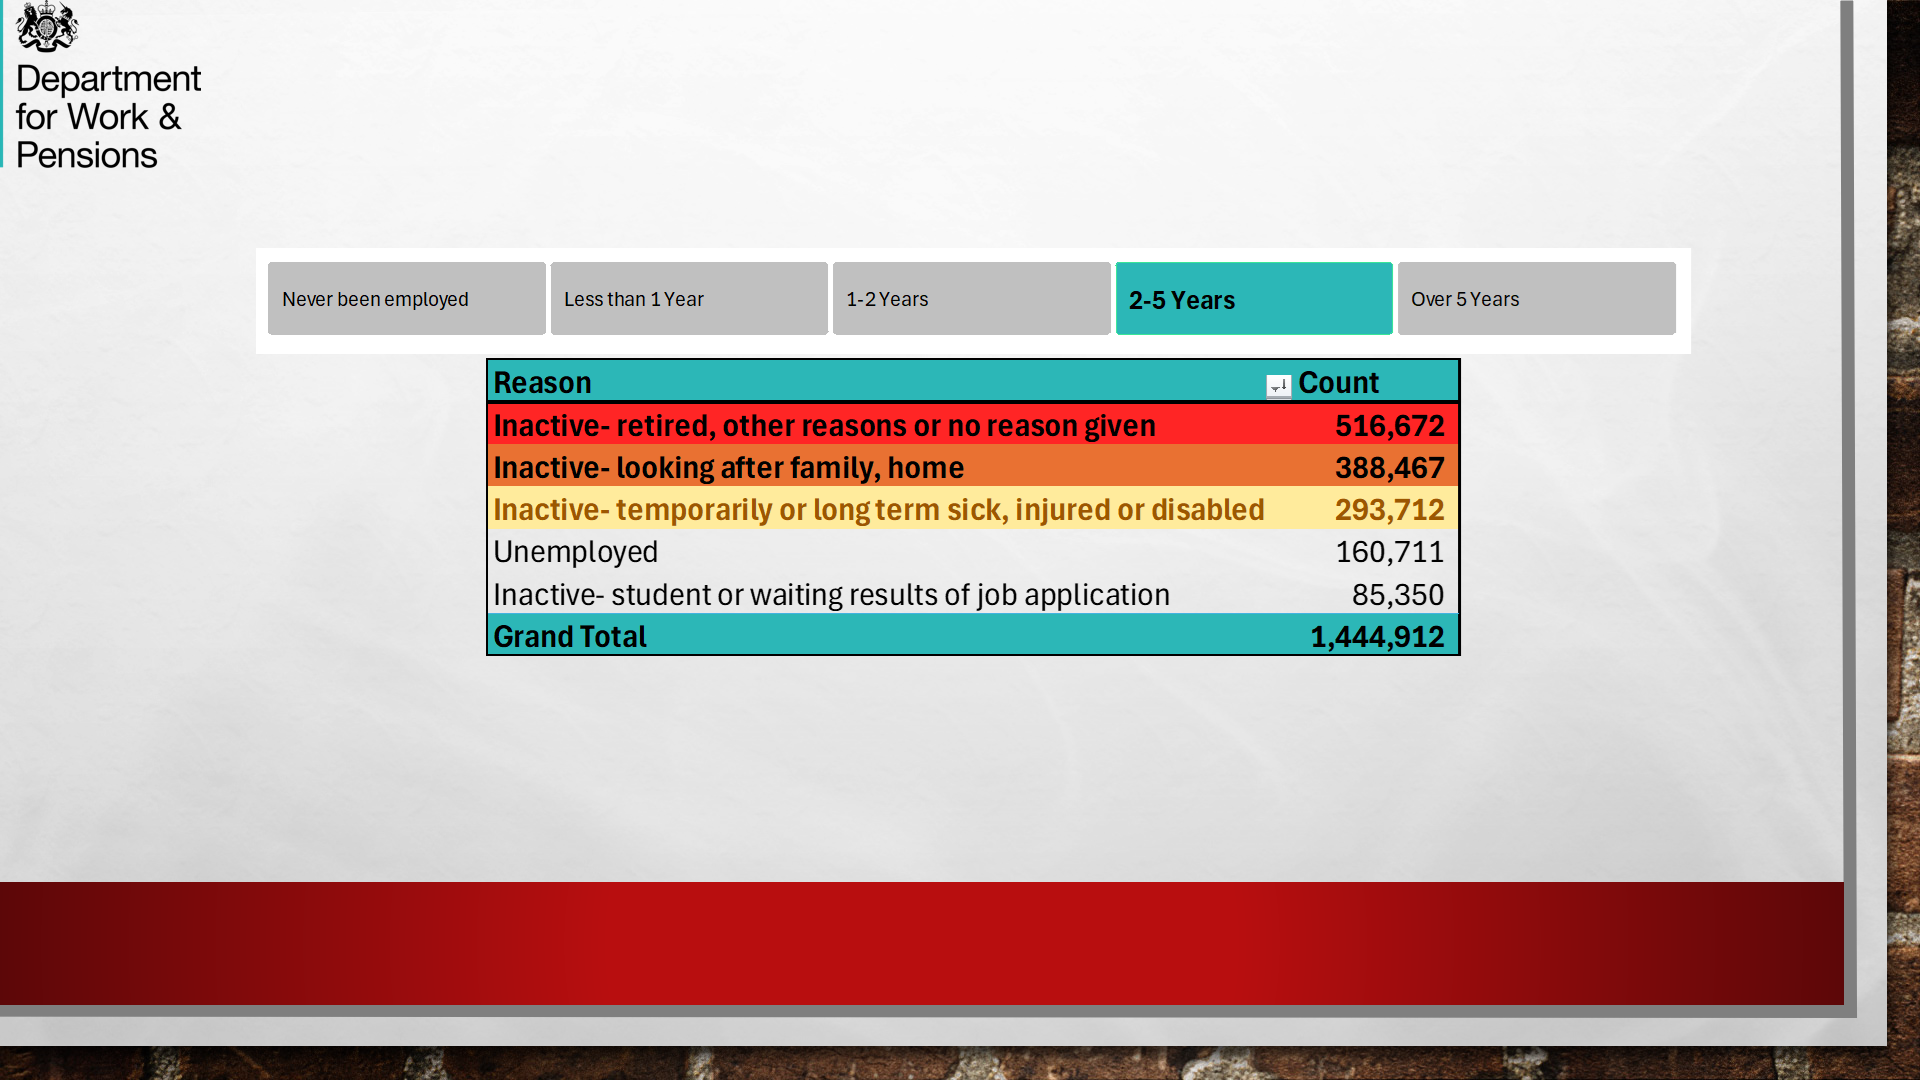 Department
for Work &
Pensions
Never been employed
Less than 1 Year
1-2 Years
2-5 Years
Over 5 Years
Reason Count
Inactive- retired, other reasons or no reason given 516,672
Inactive- looking after family, home 388,467
Inactive- temporarily or long term sick, injured or disabled 293,712
Unemployed 160,711
Inactive- student or waiting results of job application 85,350
Grand Total 1,444,912